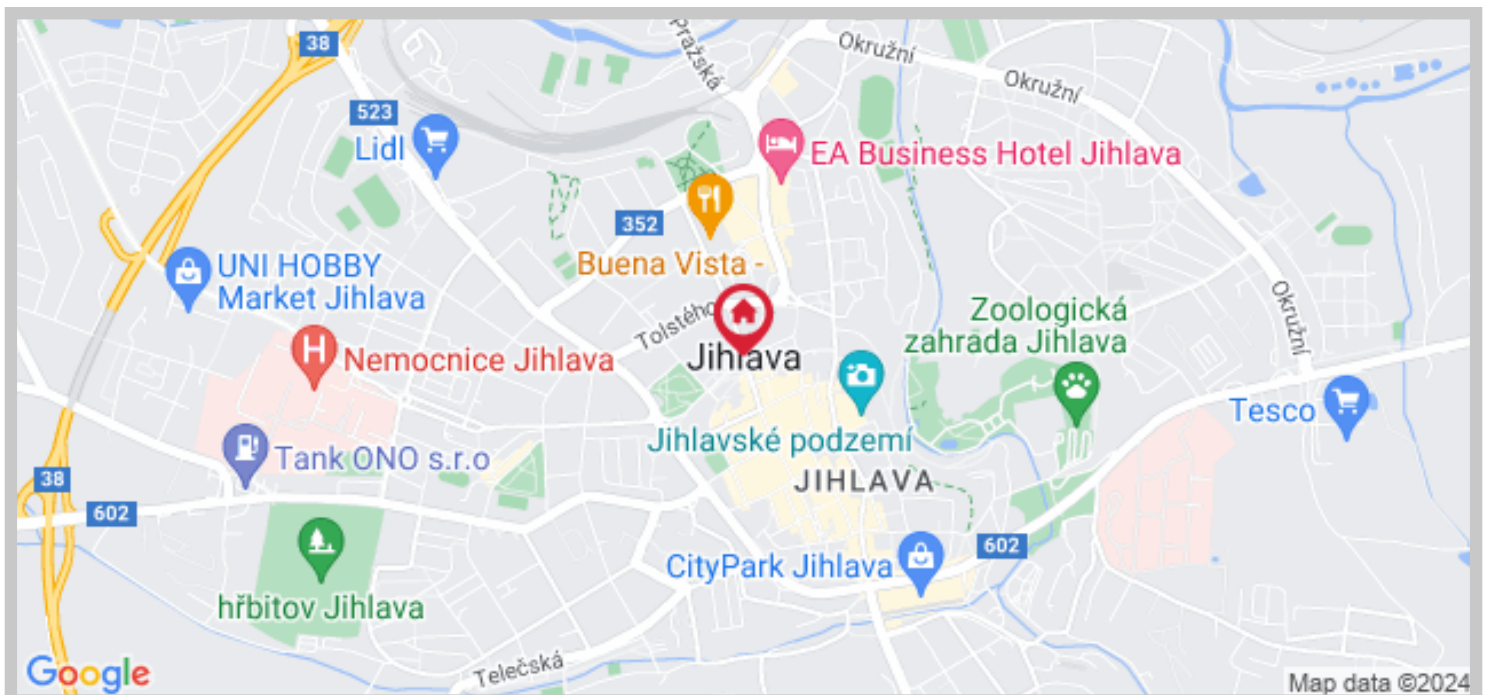 38
Pražská
Okružní
Okružní
523
Lidl
EA Business Hotel Jihlava
352
Buena Vista -
UNI HOBBY
Market Jihlava
Tolstého
Zoologická
zahrada Jihlava
Okružní
H
Nemocnice Jihlava
Jihlava
Tesco
Jihlavské podzemí
Tank ONO s.r.o
38
JIHLAVA
602
602
CityPark Jihlava
hřbitov Jihlava
Telečská
Google
Map data ©2024